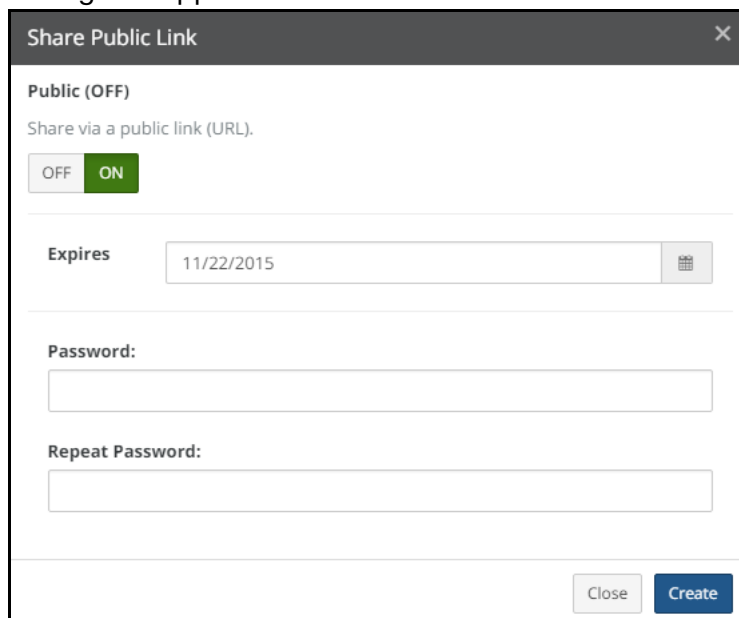 Share Public Link ×
Public (OFF)
Share via a public link (URL).
OFF ON
Expires 11/22/2015
Password:
Repeat Password:
Close Create